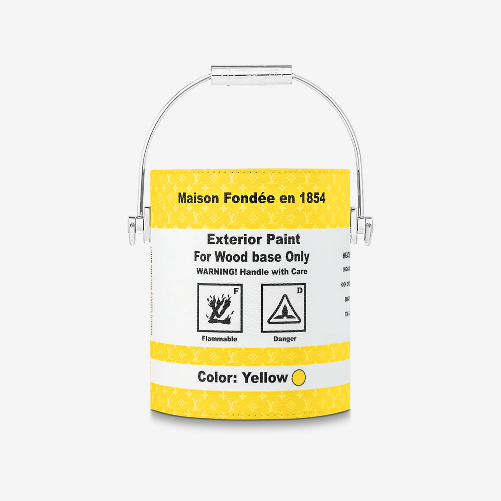 Maison Fondée en 1854
Exterior Paint
For Wood base Only
WARNING! Handle with Care
F
D
Flammable
Danger
Color: Yellow